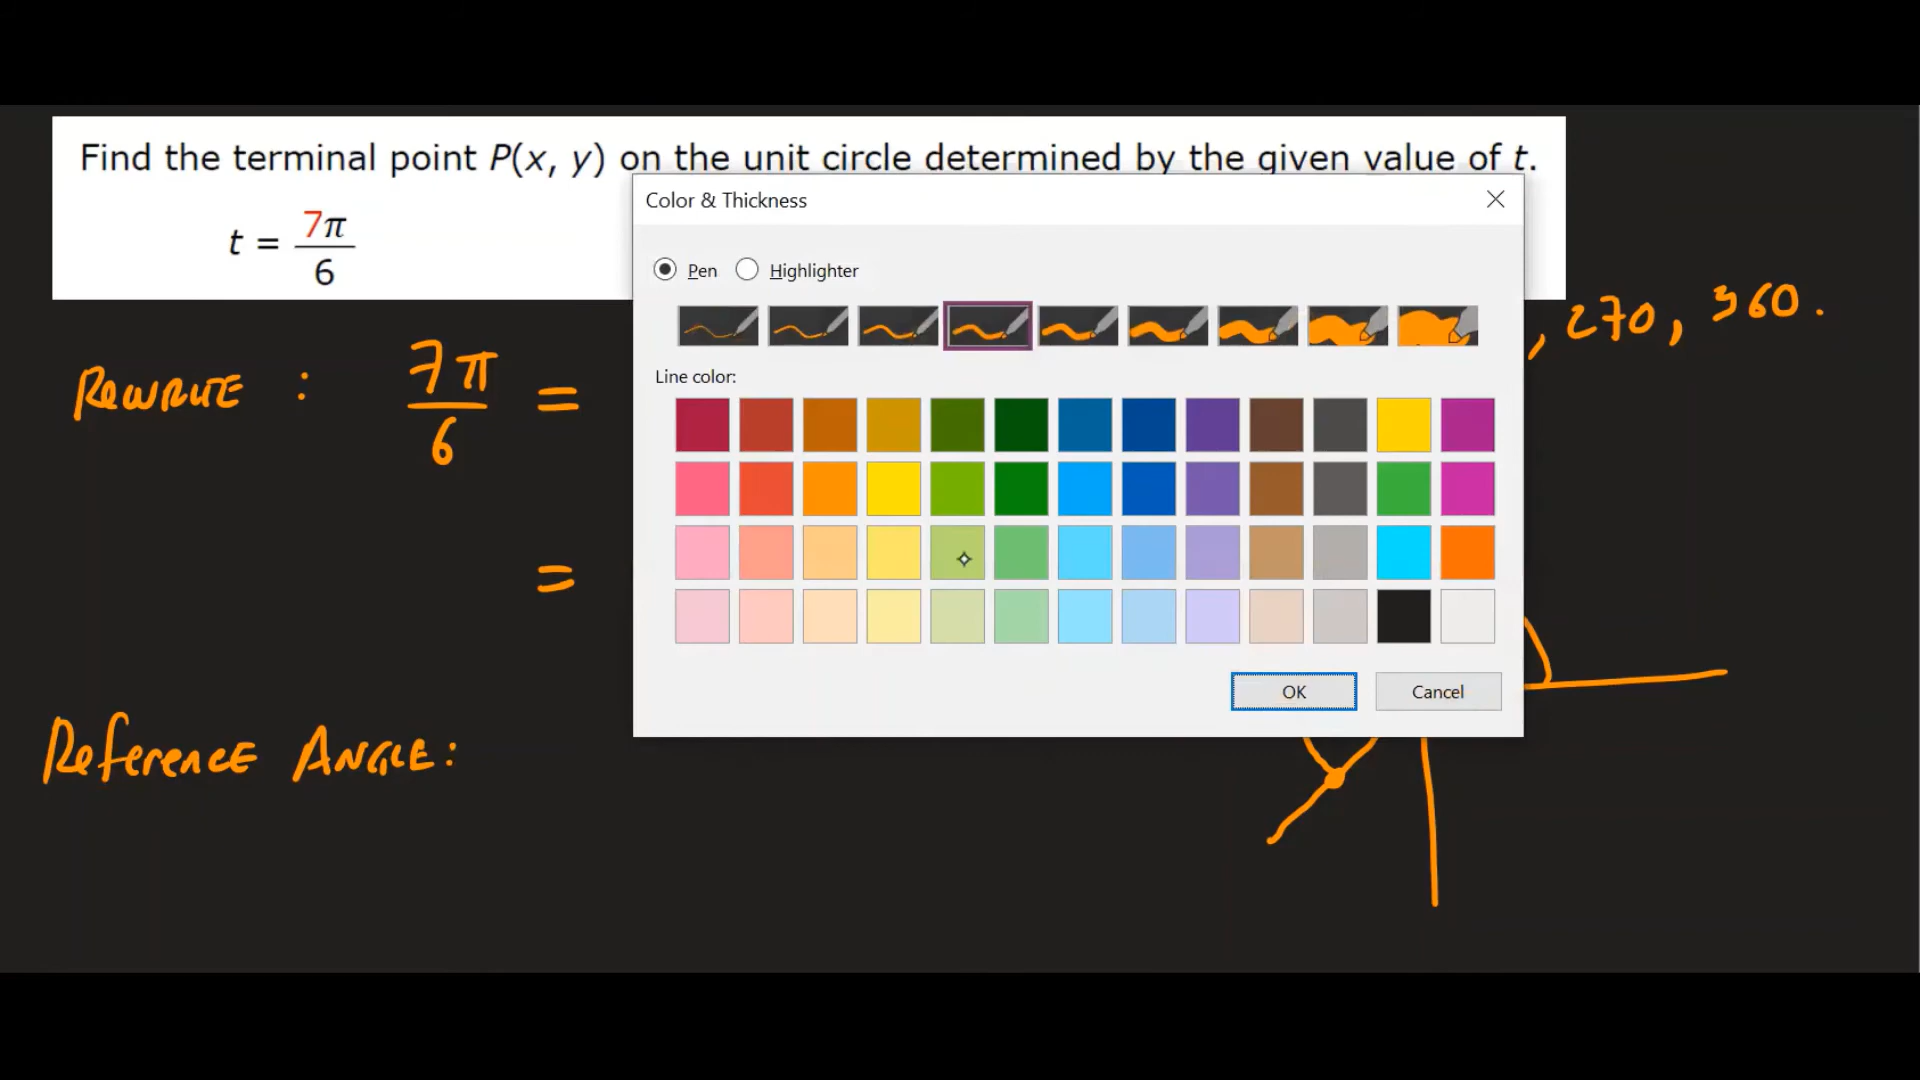 Find the terminal point P(x, y) on the unit circle determined by the given value of t.
t = 7π/6
Color & Thickness
Pen Highlighter
, 270, 360.
Rewrite : 7π/6 =
Line color:
=
OK Cancel
Reference Angle: